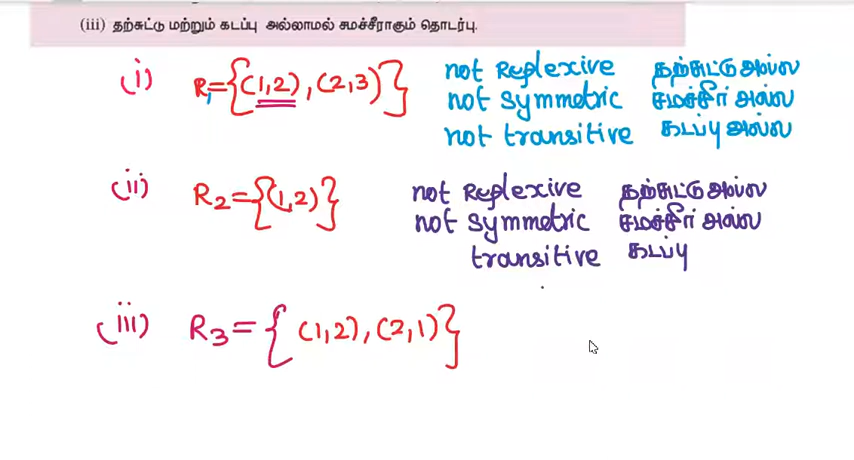 (iii) தற்சுட்டு மற்றும் கடப்பு அல்லாமல் சமச்சீராகும் தொடர்பு.
(i) R₁={(1,2),(2,3)} not Reflexive தற்சுட்டு அல்ல
not symmetric சமச்சீர் அல்ல
not transitive கடப்பு அல்ல
(ii) R₂={(1,2)} not Reflexive தற்சுட்டு அல்ல
not symmetric சமச்சீர் அல்ல
transitive கடப்பு
(iii) R₃={(1,2),(2,1)}